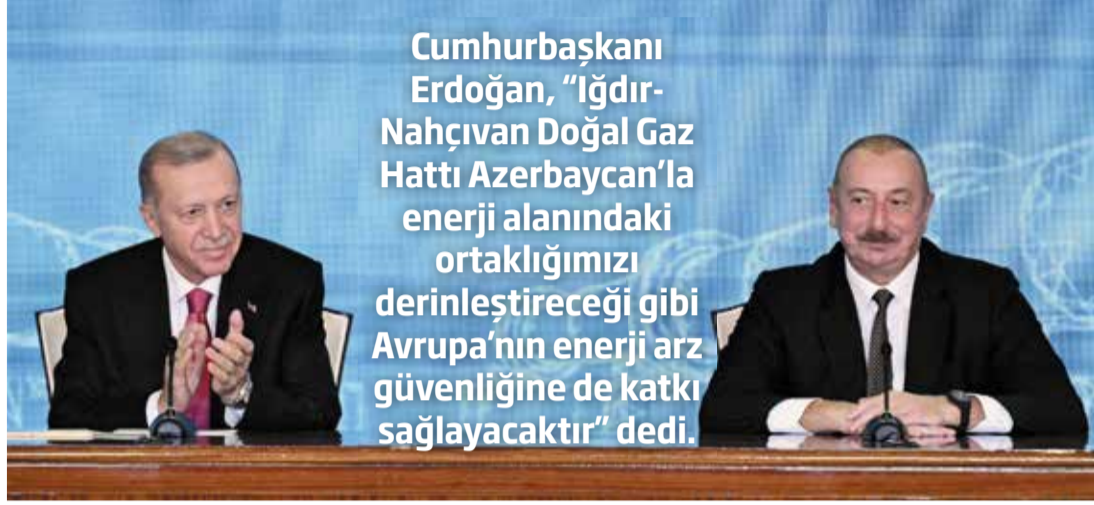 Cumhurbaşkanı
Erdoğan, “Iğdır-
Nahçıvan Doğal Gaz
Hattı Azerbaycan’la
enerji alanındaki
ortaklığımızı
derinleştireceği gibi
Avrupa’nın enerji arz
güvenliğine de katkı
sağlayacaktır” dedi.